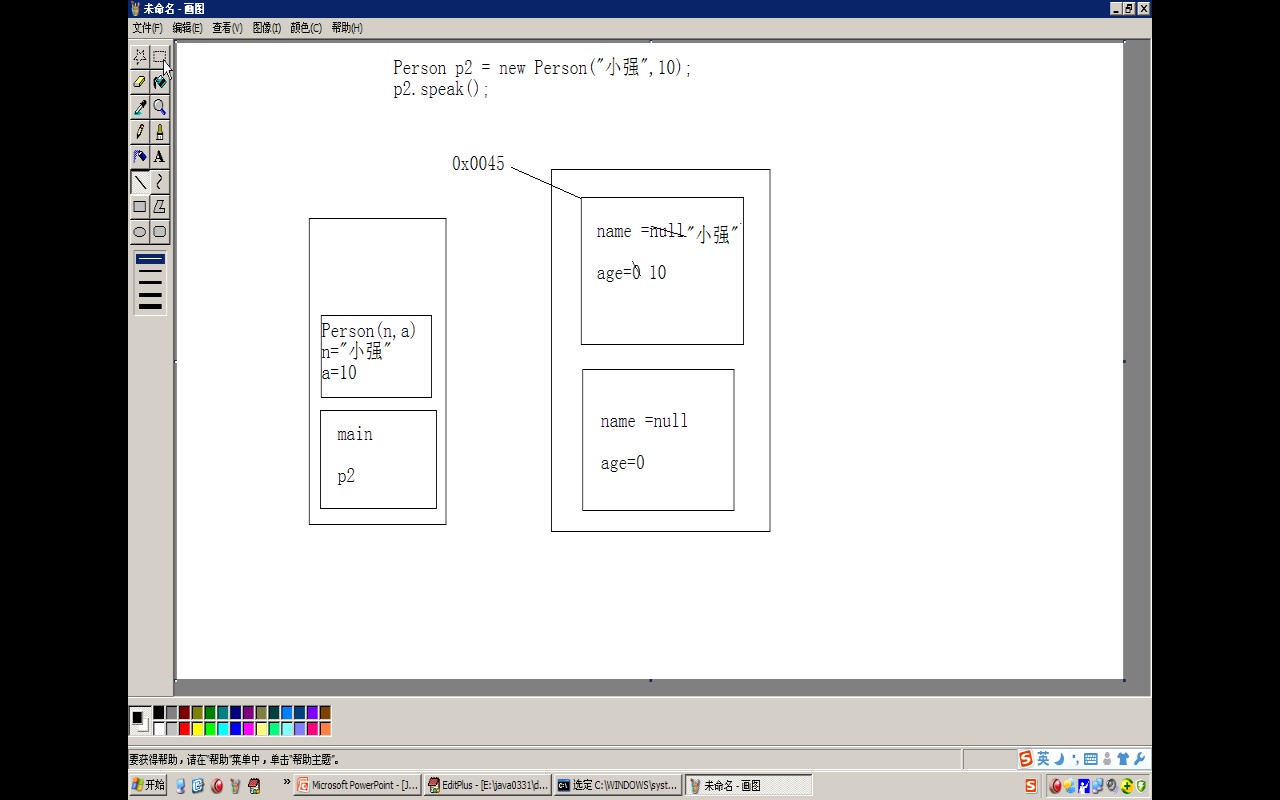 未命名 - 画图
文件(F) 编辑(E) 查看(V) 图像(I) 颜色(C) 帮助(H)
Person p2 = new Person("小强",10);
p2.speak();
0x0045
name =null"小强"
age=0 10
Person(n,a)
n="小强"
a=10
name =null
age=0
main
p2
A
要获得帮助，请在"帮助"菜单中，单击"帮助主题"。
英
开始 » Microsoft PowerPoint - [J... EditPlus - [E:\java0331\d... 选定 C:\WINDOWS\syst... 未命名 - 画图